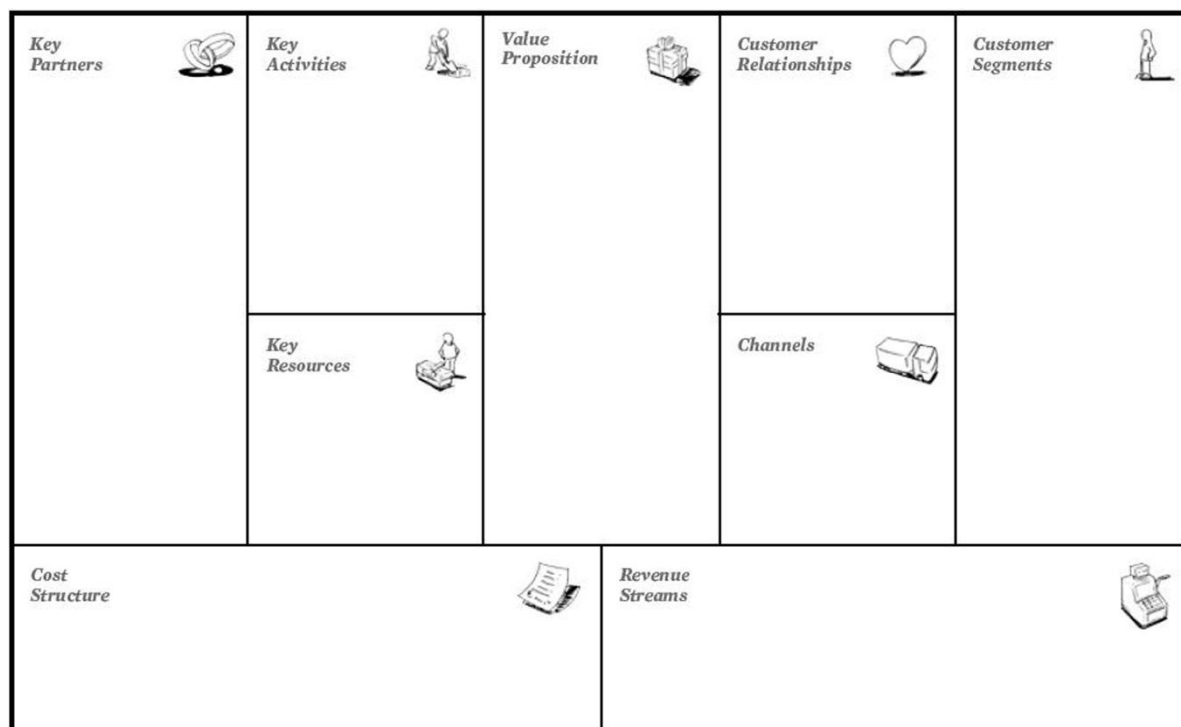 Key
Partners
Key
Activities
Value
Proposition
Customer
Relationships
Customer
Segments
Key
Resources
Channels
Cost
Structure
Revenue
Streams